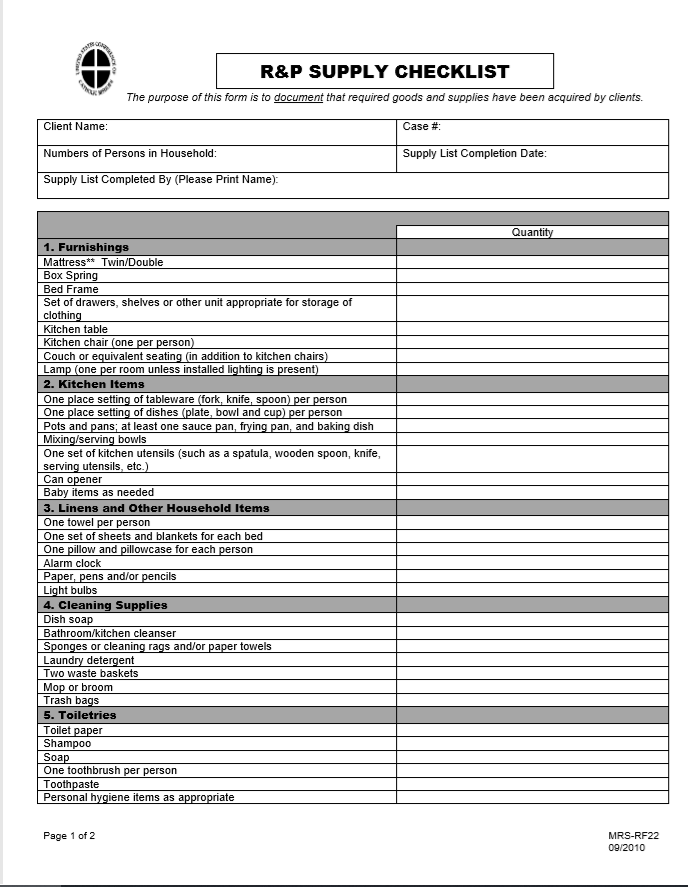 UNITED STATES CONFERENCE OF
CATHOLIC BISHOPS
R&P SUPPLY CHECKLIST
The purpose of this form is to document that required goods and supplies have been acquired by clients.
Client Name:
Case #:
Numbers of Persons in Household:
Supply List Completion Date:
Supply List Completed By (Please Print Name):
Quantity
1. Furnishings
Mattress** Twin/Double
Box Spring
Bed Frame
Set of drawers, shelves or other unit appropriate for storage of
clothing
Kitchen table
Kitchen chair (one per person)
Couch or equivalent seating (in addition to kitchen chairs)
Lamp (one per room unless installed lighting is present)
2. Kitchen Items
One place setting of tableware (fork, knife, spoon) per person
One place setting of dishes (plate, bowl and cup) per person
Pots and pans; at least one sauce pan, frying pan, and baking dish
Mixing/serving bowls
One set of kitchen utensils (such as a spatula, wooden spoon, knife,
serving utensils, etc.)
Can opener
Baby items as needed
3. Linens and Other Household Items
One towel per person
One set of sheets and blankets for each bed
One pillow and pillowcase for each person
Alarm clock
Paper, pens and/or pencils
Light bulbs
4. Cleaning Supplies
Dish soap
Bathroom/kitchen cleanser
Sponges or cleaning rags and/or paper towels
Laundry detergent
Two waste baskets
Mop or broom
Trash bags
5. Toiletries
Toilet paper
Shampoo
Soap
One toothbrush per person
Toothpaste
Personal hygiene items as appropriate
Page 1 of 2
MRS-RF22
09/2010